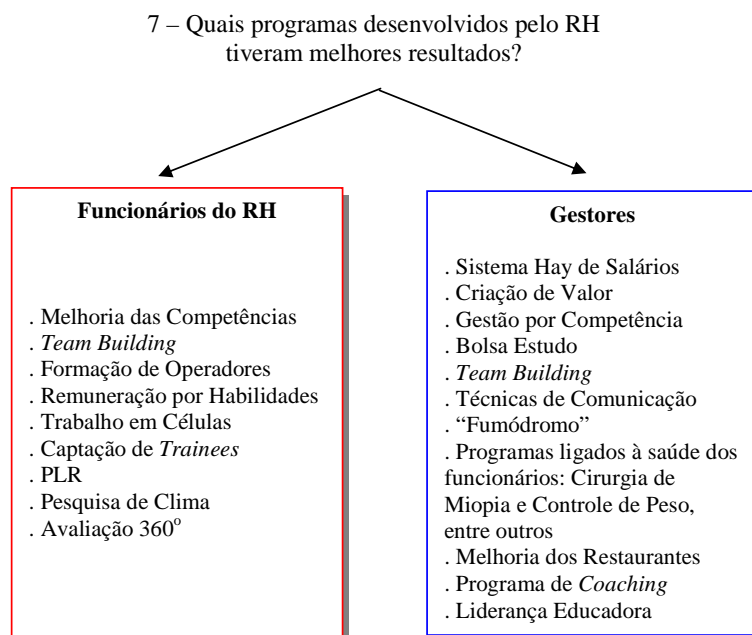 7 – Quais programas desenvolvidos pelo RH
tiveram melhores resultados?
Funcionários do RH
. Melhoria das Competências
. Team Building
. Formação de Operadores
. Remuneração por Habilidades
. Trabalho em Células
. Captação de Trainees
. PLR
. Pesquisa de Clima
. Avaliação 360º
Gestores
. Sistema Hay de Salários
. Criação de Valor
. Gestão por Competência
. Bolsa Estudo
. Team Building
. Técnicas de Comunicação
. “Fumódromo”
. Programas ligados à saúde dos
funcionários: Cirurgia de
Miopia e Controle de Peso,
entre outros
. Melhoria dos Restaurantes
. Programa de Coaching
. Liderança Educadora